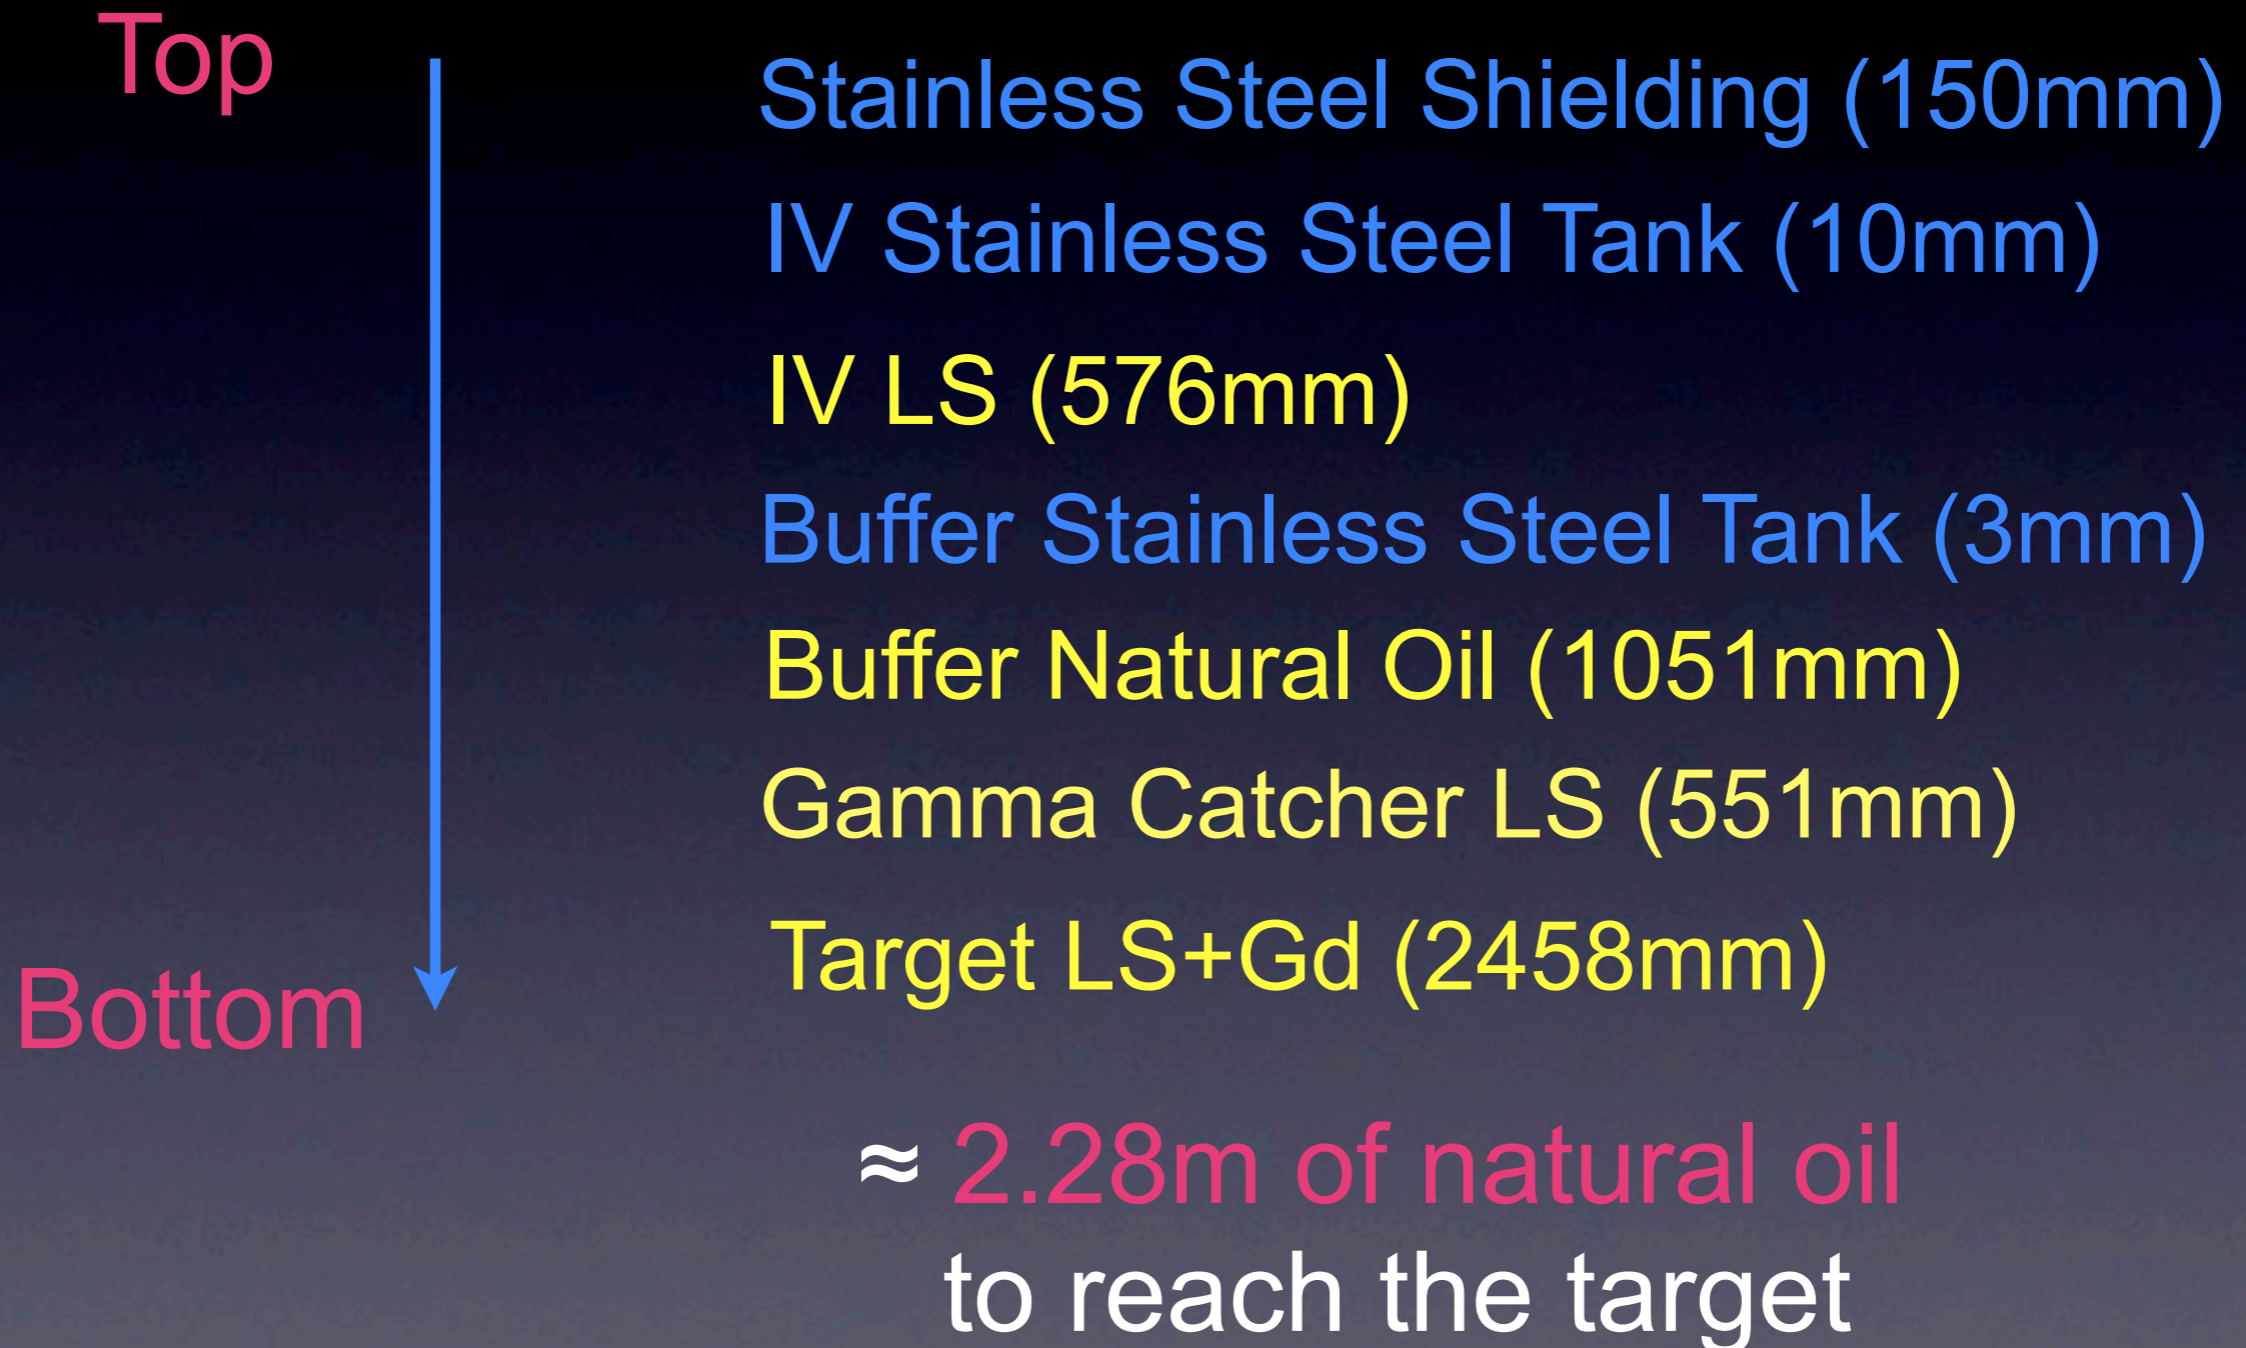 Top
Stainless Steel Shielding (150mm)
IV Stainless Steel Tank (10mm)
IV LS (576mm)
Buffer Stainless Steel Tank (3mm)
Buffer Natural Oil (1051mm)
Gamma Catcher LS (551mm)
Target LS+Gd (2458mm)
Bottom
≈ 2.28m of natural oil
to reach the target